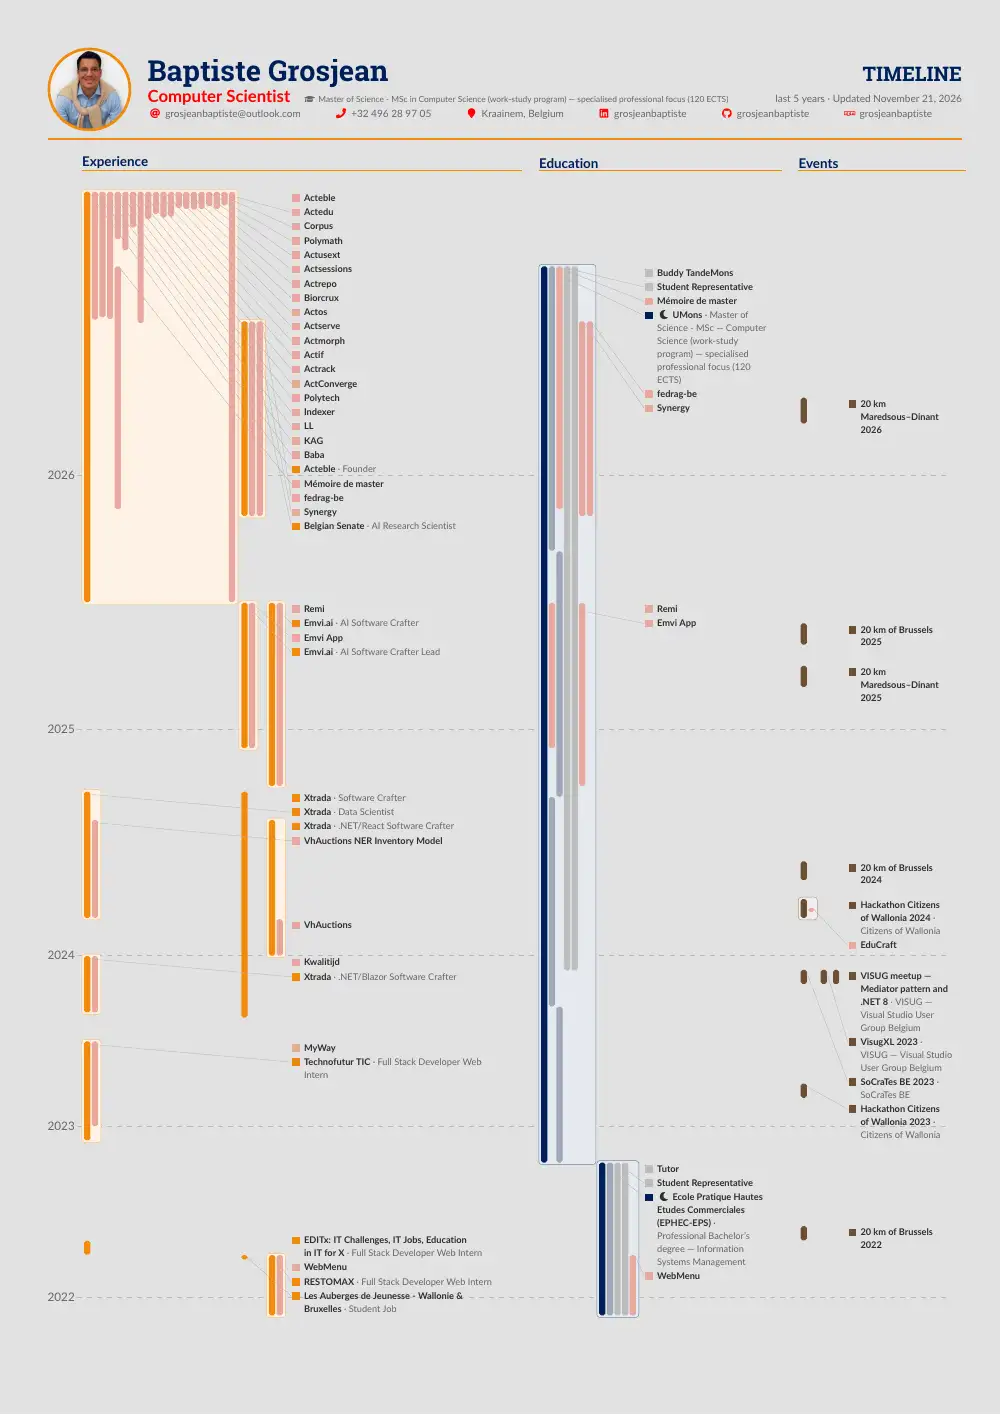 Baptiste Grosjean
TIMELINE
Computer Scientist
Master of Science - MSc in Computer Science (work-study program) — specialised professional focus (120 ECTS)
last 5 years · Updated November 21, 2026
grosjeanbaptiste@outlook.com
+32 496 28 97 05
Kraainem, Belgium
grosjeanbaptiste
grosjeanbaptiste
grosjeanbaptiste
Experience
Education
Events
Acteble
Actedu
Corpus
Polymath
Actusext
Actsessions
Actrepo
Biorcrux
Actos
Actserve
Actmorph
Actif
Actrack
ActConverge
Polytech
Indexer
LL
KAG
Baba
Acteble · Founder
Mémoire de master
fedrag-be
Synergy
Belgian Senate · AI Research Scientist
Buddy TandeMons
Student Representative
Mémoire de master
UMons · Master of
Science - MSc — Computer
Science (work-study
program) — specialised
professional focus (120
ECTS)
fedrag-be
Synergy
20 km
Maredsous–Dinant
2026
2026
Remi
Emvi.ai · AI Software Crafter
Emvi App
Emvi.ai · AI Software Crafter Lead
Remi
Emvi App
20 km of Brussels
2025
20 km
Maredsous–Dinant
2025
2025
Xtrada · Software Crafter
Xtrada · Data Scientist
Xtrada · .NET/React Software Crafter
VhAuctions NER Inventory Model
VhAuctions
20 km of Brussels
2024
Hackathon Citizens
of Wallonia 2024 ·
Citizens of Wallonia
EduCraft
2024
Kwalitijd
Xtrada · .NET/Blazor Software Crafter
VISUG meetup —
Mediator pattern and
.NET 8 · VISUG —
Visual Studio User
Group Belgium
VisugXL 2023 ·
VISUG — Visual Studio
User Group Belgium
SoCraTes BE 2023 ·
SoCraTes BE
Hackathon Citizens
of Wallonia 2023 ·
Citizens of Wallonia
MyWay
Technofutur TIC · Full Stack Developer Web
Intern
2023
Tutor
Student Representative
Ecole Pratique Hautes
Etudes Commerciales
(EPHEC-EPS) ·
Professional Bachelor's
degree — Information
Systems Management
WebMenu
20 km of Brussels
2022
EDITx: IT Challenges, IT Jobs, Education
in IT for X · Full Stack Developer Web Intern
WebMenu
RESTOMAX · Full Stack Developer Web Intern
Les Auberges de Jeunesse - Wallonie &
Bruxelles · Student Job
2022